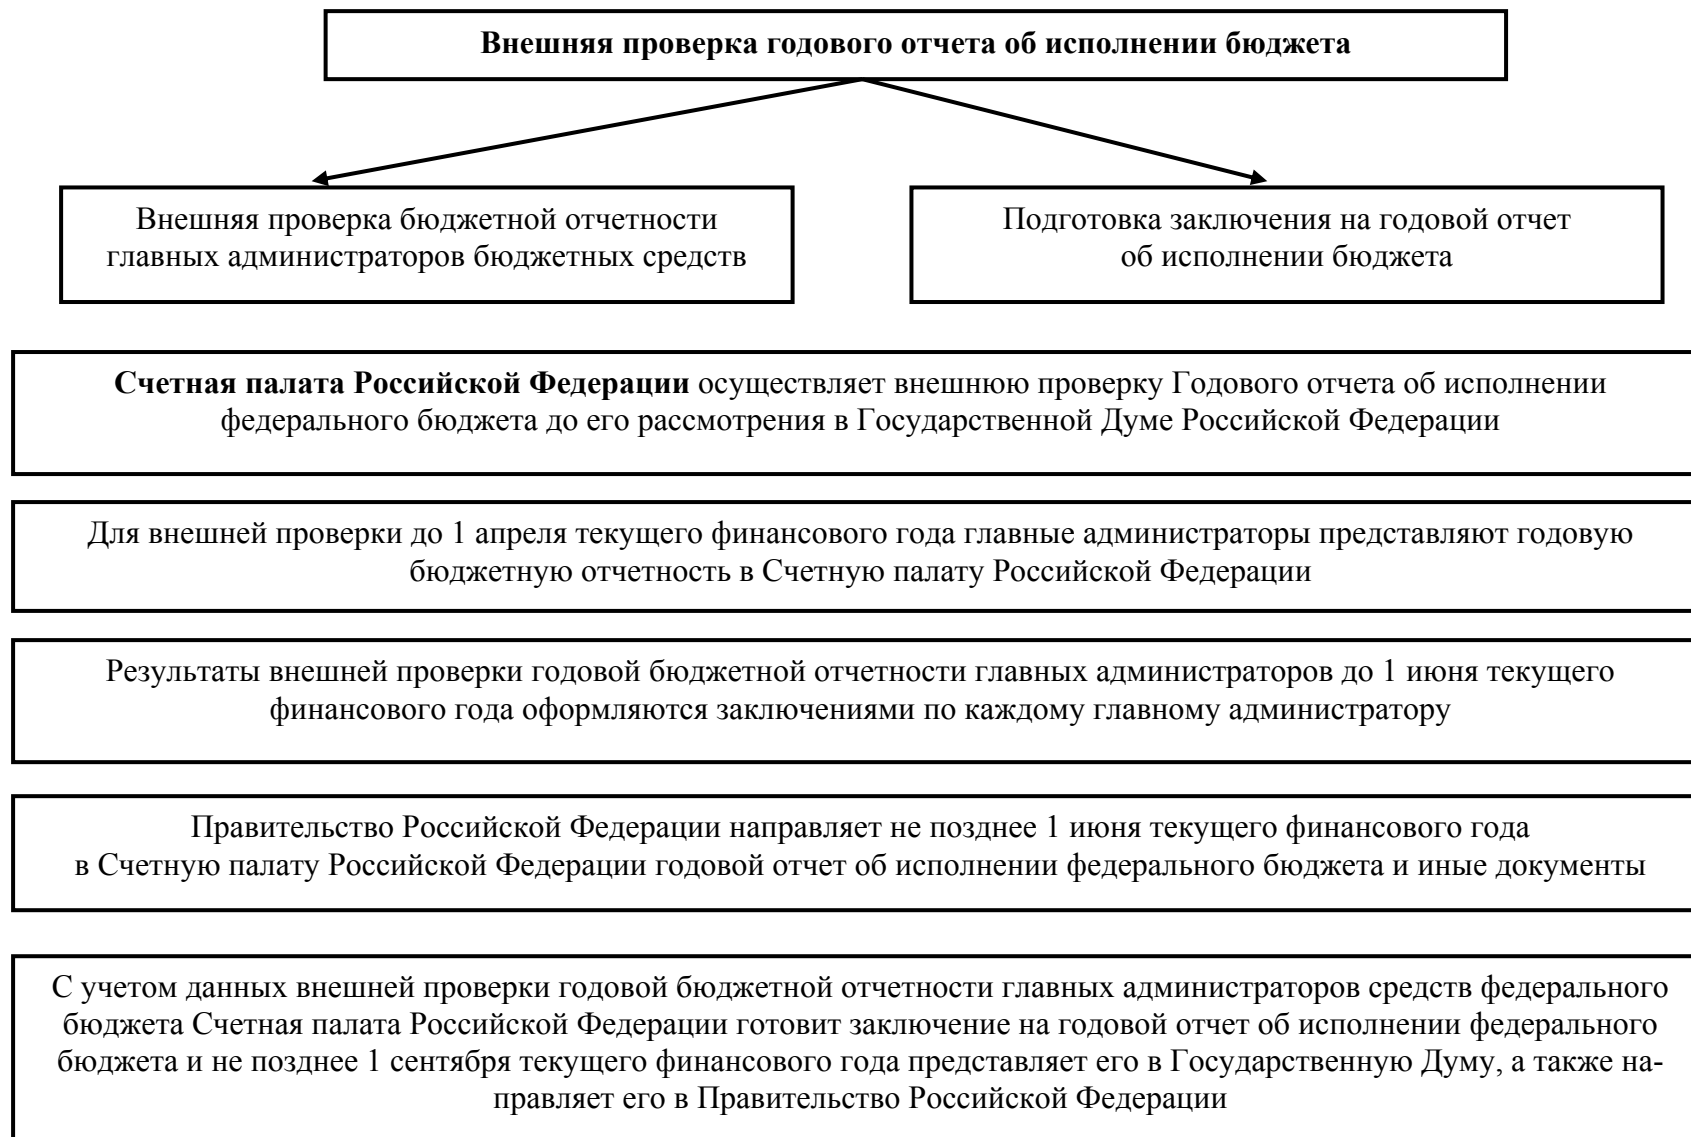 Внешняя проверка годового отчета об исполнении бюджета
Внешняя проверка бюджетной отчетности
главных администраторов бюджетных средств
Подготовка заключения на годовой отчет
об исполнении бюджета
Счетная палата Российской Федерации осуществляет внешнюю проверку Годового отчета об исполнении
федерального бюджета до его рассмотрения в Государственной Думе Российской Федерации
Для внешней проверки до 1 апреля текущего финансового года главные администраторы представляют годовую
бюджетную отчетность в Счетную палату Российской Федерации
Результаты внешней проверки годовой бюджетной отчетности главных администраторов до 1 июня текущего
финансового года оформляются заключениями по каждому главному администратору
Правительство Российской Федерации направляет не позднее 1 июня текущего финансового года
в Счетную палату Российской Федерации годовой отчет об исполнении федерального бюджета и иные документы
С учетом данных внешней проверки годовой бюджетной отчетности главных администраторов средств федерального
бюджета Счетная палата Российской Федерации готовит заключение на годовой отчет об исполнении федерального
бюджета и не позднее 1 сентября текущего финансового года представляет его в Государственную Думу, а также на-
правляет его в Правительство Российской Федерации